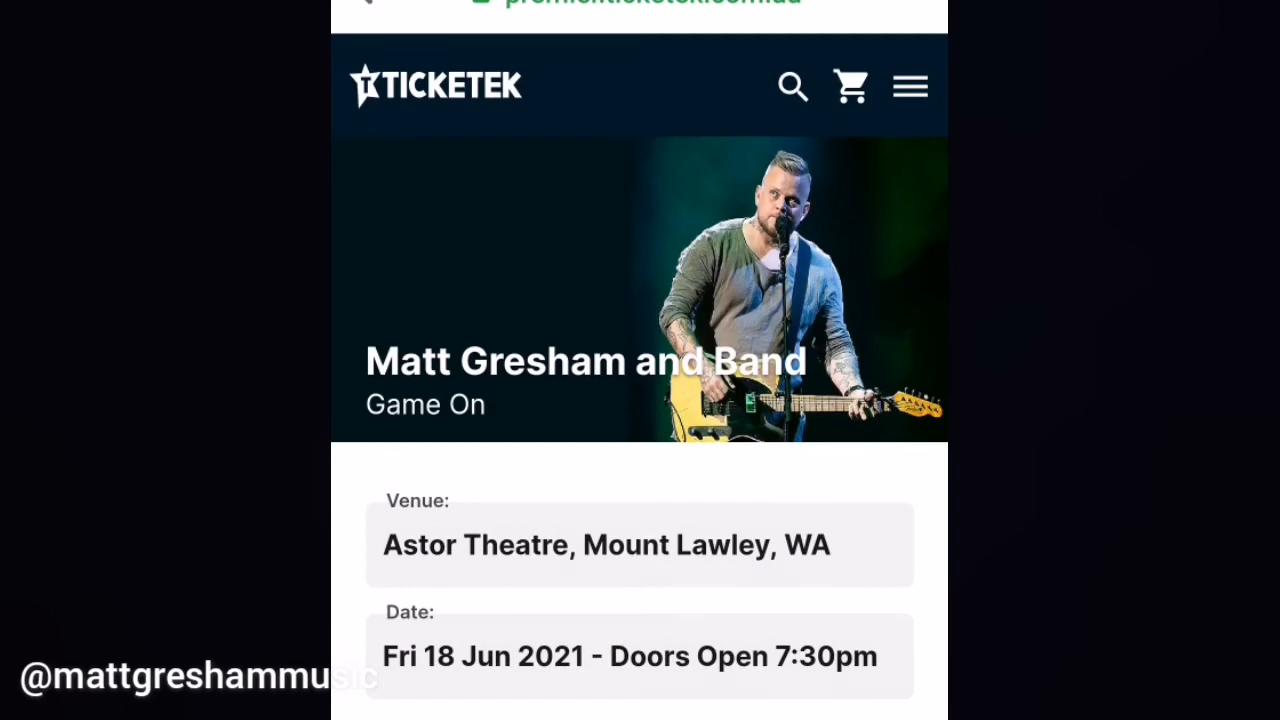 TICKETEK
Matt Gresham and Band
Game On
Venue:
Astor Theatre, Mount Lawley, WA
Date:
Fri 18 Jun 2021 - Doors Open 7:30pm
@mattgreshammusic